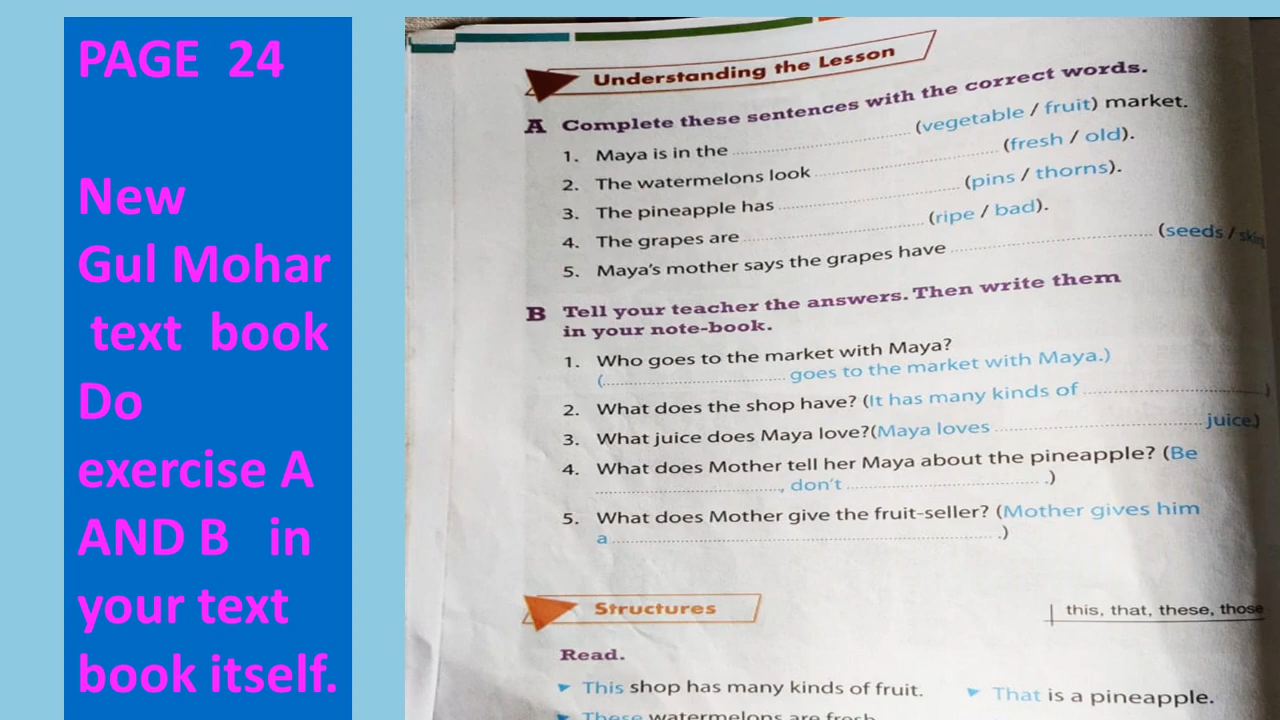 PAGE 24
New
Gul Mohar
text book
Do
exercise A
AND B in
your text
book itself.
Understanding the Lesson
A Complete these sentences with the correct words.
1. Maya is in the .......... (vegetable / fruit) market.
2. The watermelons look .......... (fresh / old).
3. The pineapple has .......... (pins / thorns).
4. The grapes are .......... (ripe / bad).
5. Maya's mother says the grapes have .......... (seeds /
B Tell your teacher the answers. Then write them
in your note-book.
1. Who goes to the market with Maya?
(.......... goes to the market with Maya.)
2. What does the shop have? (It has many kinds of ..........)
3. What juice does Maya love?(Maya loves .......... juice.)
4. What does Mother tell her Maya about the pineapple? (Be
.........., don't .......... .)
5. What does Mother give the fruit-seller? (Mother gives him
a .......... .)
Structures
this, that, these, those
Read.
This shop has many kinds of fruit.
That is a pineapple.
These watermelons are fresh